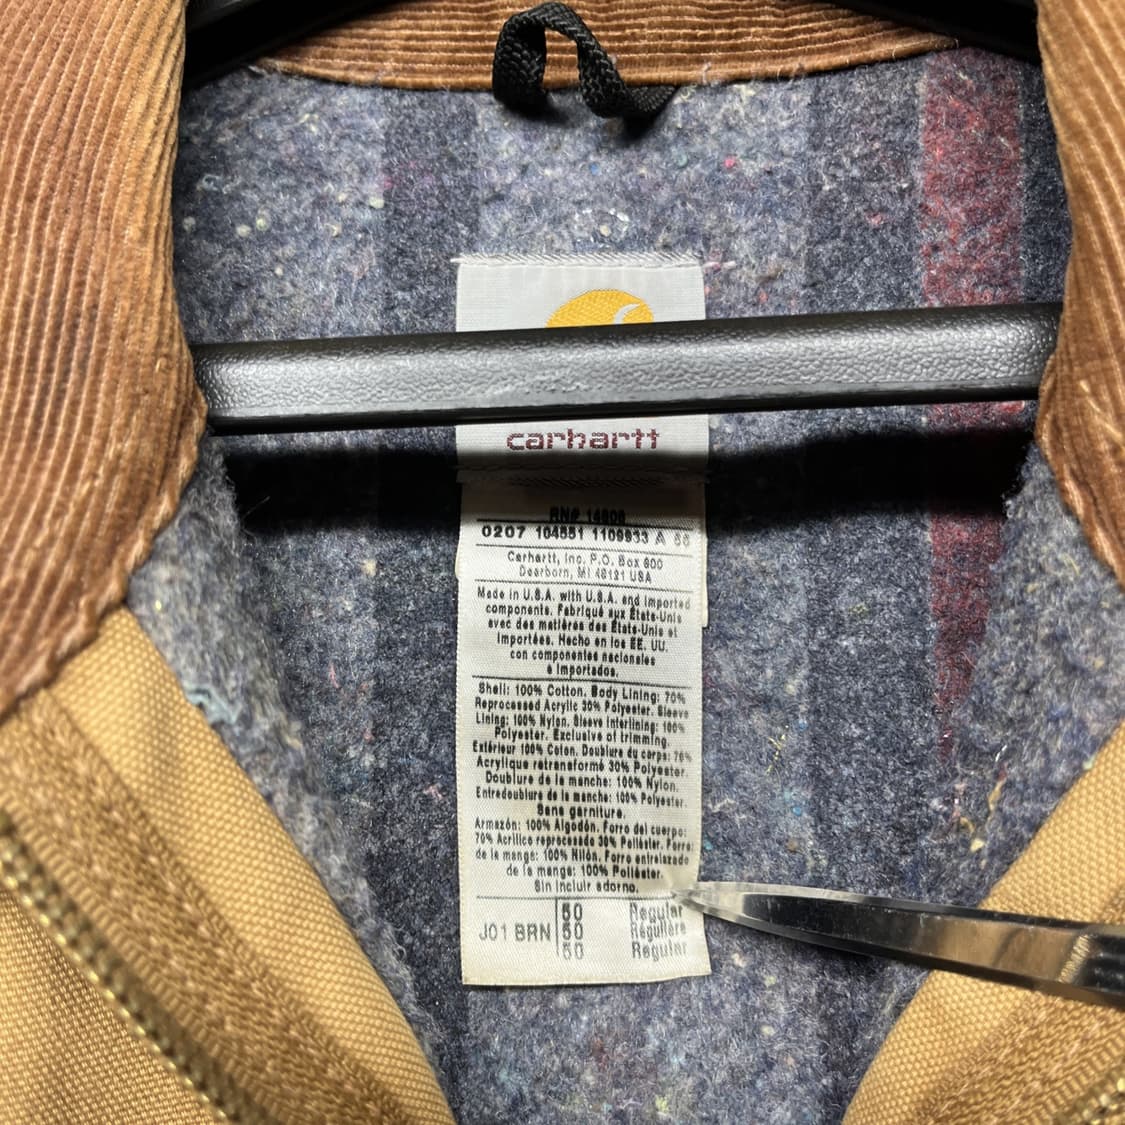 carhartt
RN# 14806
0207 104551 1109933 A 56
Carhartt, Inc. P.O. Box 600
Dearborn, MI 48121 USA
Made in U.S.A. with U.S.A. and Imported
components. Fabriqué aux États-Unis
avec des matières des États-Unis et
Importées. Hecho en los EE. UU.
con componentes nacionales
e Importados.
Shell: 100% Cotton. Body Lining: 70%
Reprocessed Acrylic 30% Polyester. Sleeve
Lining: 100% Nylon. Sleeve Interlining: 100%
Polyester. Exclusive of trimming.
Extérieur 100% Coton. Doublure du corps: 70%
Acrylique retransformé 30% Polyester.
Doublure de la manche: 100% Nylon.
Entredoublure de la manche: 100% Polyester.
Sans garniture.
Armazón: 100% Algodón. Forro del cuerpo:
70% Acrílico reprocesado 30% Poliéster. Forro
de la manga: 100% Nilón. Forro entrelazado
de la manga: 100% Poliéster.
Sin incluir adorno.
50 Regular
J01 BRN 50 Régulière
50 Regular